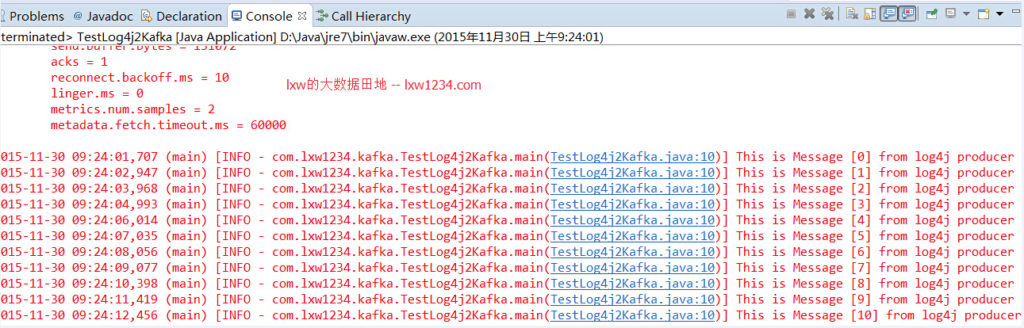 Problems @ Javadoc Declaration Console Call Hierarchy
terminated> TestLog4j2Kafka [Java Application] D:\Java\jre7\bin\javaw.exe (2015年11月30日 上午9:24:01)
send.buffer.bytes = 131072
acks = 1
reconnect.backoff.ms = 10
linger.ms = 0
lxw的大数据田地 -- lxw1234.com
metrics.num.samples = 2
metadata.fetch.timeout.ms = 60000
015-11-30 09:24:01,707 (main) [INFO - com.lxw1234.kafka.TestLog4j2Kafka.main(TestLog4j2Kafka.java:10)] This is Message [0] from log4j producer
015-11-30 09:24:02,947 (main) [INFO - com.lxw1234.kafka.TestLog4j2Kafka.main(TestLog4j2Kafka.java:10)] This is Message [1] from log4j producer
015-11-30 09:24:03,968 (main) [INFO - com.lxw1234.kafka.TestLog4j2Kafka.main(TestLog4j2Kafka.java:10)] This is Message [2] from log4j producer
015-11-30 09:24:04,993 (main) [INFO - com.lxw1234.kafka.TestLog4j2Kafka.main(TestLog4j2Kafka.java:10)] This is Message [3] from log4j producer
015-11-30 09:24:06,014 (main) [INFO - com.lxw1234.kafka.TestLog4j2Kafka.main(TestLog4j2Kafka.java:10)] This is Message [4] from log4j producer
015-11-30 09:24:07,035 (main) [INFO - com.lxw1234.kafka.TestLog4j2Kafka.main(TestLog4j2Kafka.java:10)] This is Message [5] from log4j producer
015-11-30 09:24:08,056 (main) [INFO - com.lxw1234.kafka.TestLog4j2Kafka.main(TestLog4j2Kafka.java:10)] This is Message [6] from log4j producer
015-11-30 09:24:09,077 (main) [INFO - com.lxw1234.kafka.TestLog4j2Kafka.main(TestLog4j2Kafka.java:10)] This is Message [7] from log4j producer
015-11-30 09:24:10,398 (main) [INFO - com.lxw1234.kafka.TestLog4j2Kafka.main(TestLog4j2Kafka.java:10)] This is Message [8] from log4j producer
015-11-30 09:24:11,419 (main) [INFO - com.lxw1234.kafka.TestLog4j2Kafka.main(TestLog4j2Kafka.java:10)] This is Message [9] from log4j producer
015-11-30 09:24:12,456 (main) [INFO - com.lxw1234.kafka.TestLog4j2Kafka.main(TestLog4j2Kafka.java:10)] This is Message [10] from log4j producer